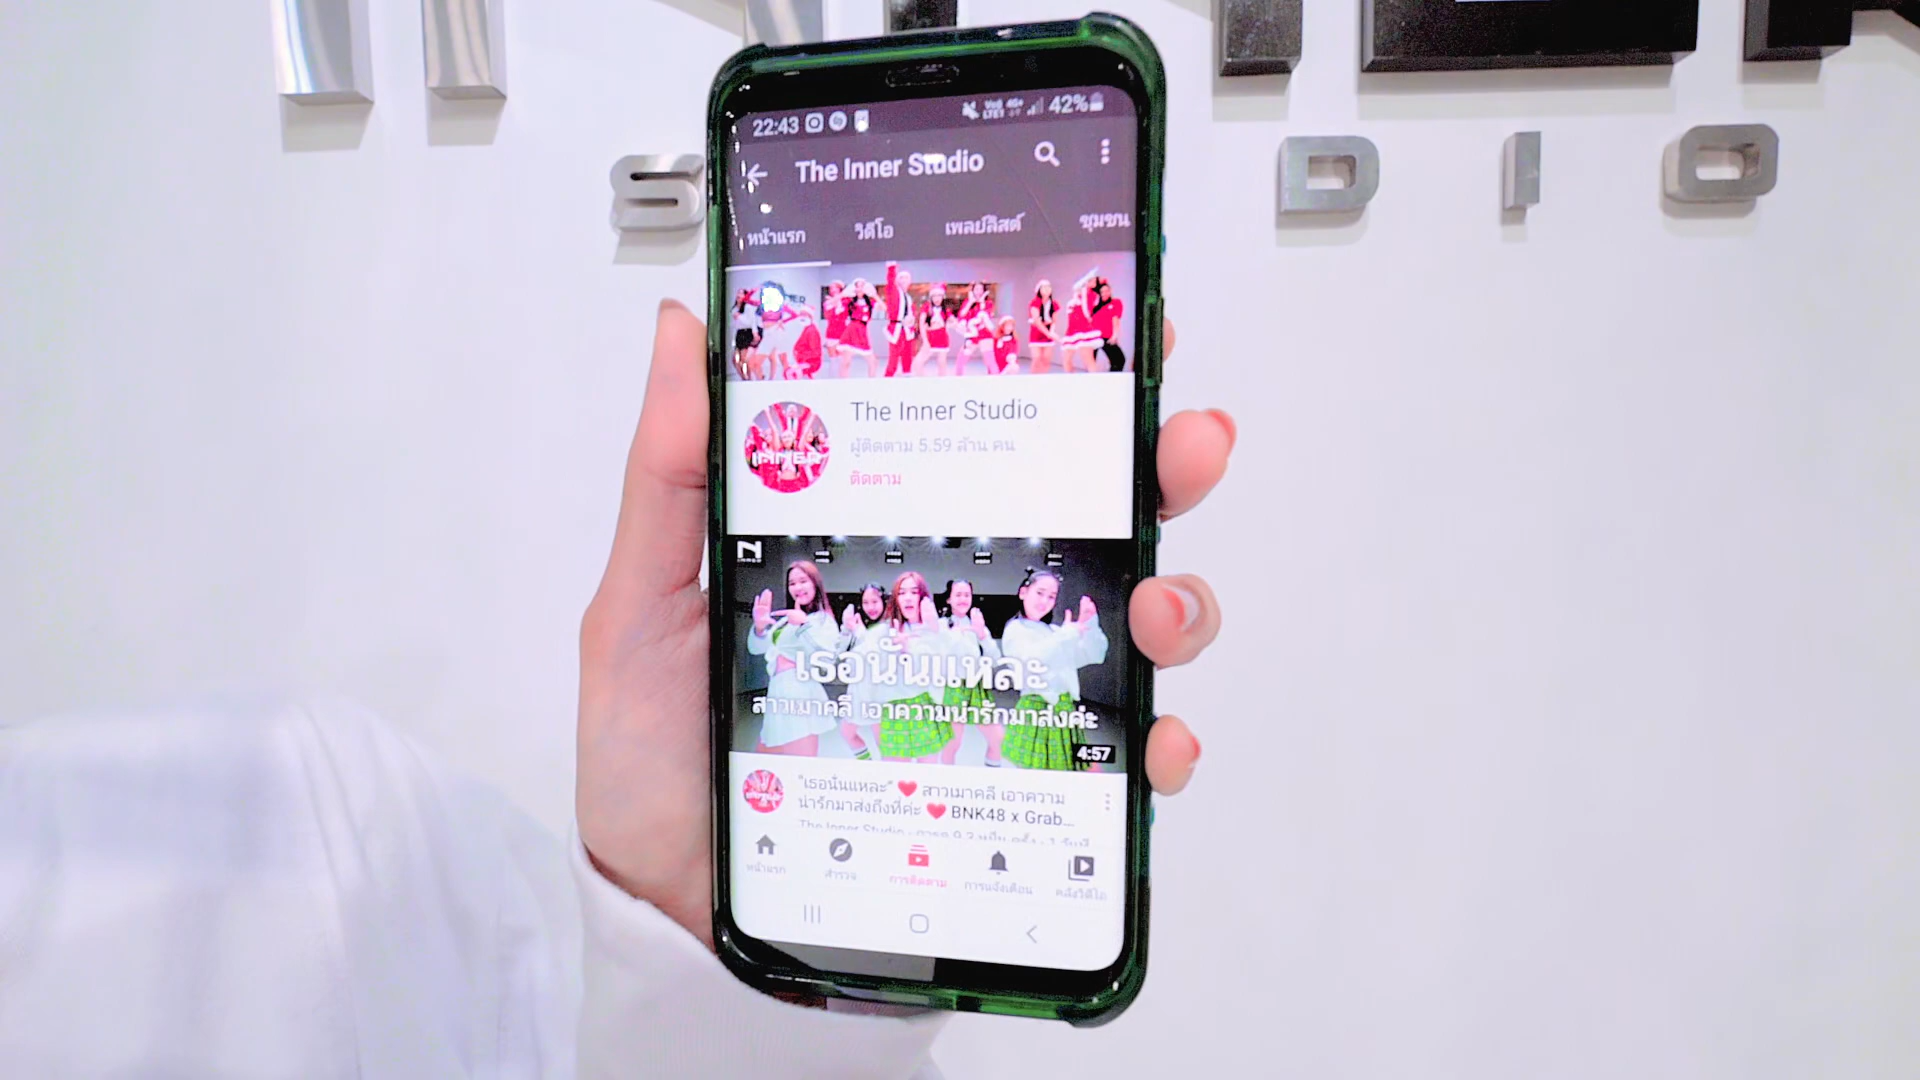 S DIO
22:43 42%
The Inner Studio
หน้าแรก วิดีโอ เพลย์ลิสต์ ชุมชน
INNER
The Inner Studio
ผู้ติดตาม 5.59 ล้าน คน
ติดตาม
INNER
เธอนั่นแหละ
สาวเมาคลี เอาความน่ารักมาส่งค่ะ
4:57
"เธอนั่นแหละ" ❤ สาวเมาคลี เอาความ
น่ารักมาส่งถึงที่ค่ะ ❤ BNK48 x Grab...
The Inner Studio
หน้าแรก สำรวจ การติดตาม การแจ้งเตือน คลังวิดีโอ